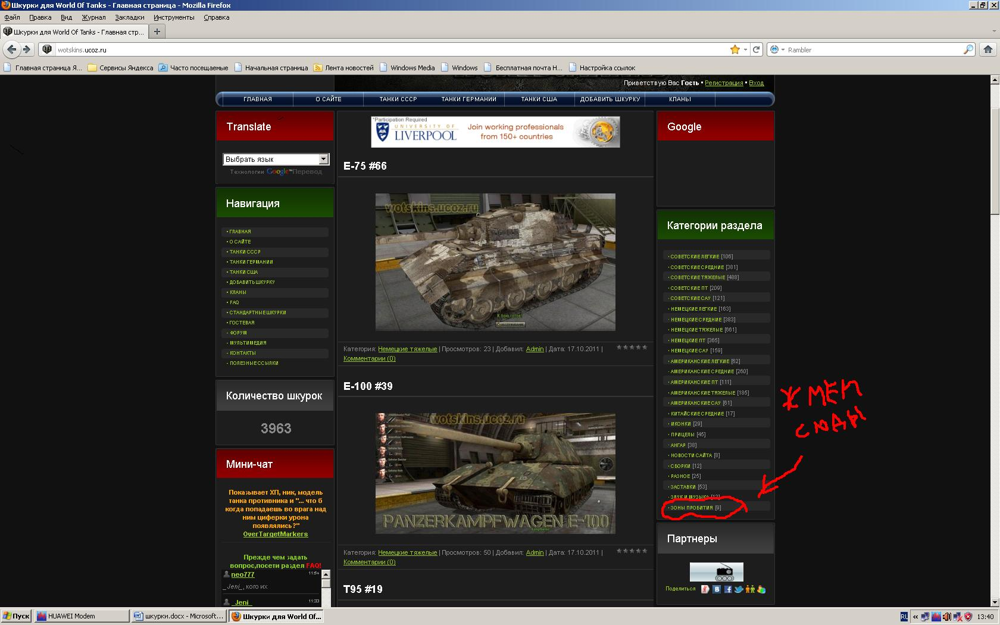 Шкурки для World Of Tanks - Главная страница - Mozilla Firefox
Файл Правка Вид Журнал Закладки Инструменты Справка
Шкурки для World Of Tanks - Главная стр...
wotskins.ucoz.ru
Rambler
Главная страница Я... Сервисы Яндекса Часто посещаемые Начальная страница Лента новостей Windows Media Windows Бесплатная почта Н... Настройка ссылок
Приветствую Вас Гость • Регистрация • Вход
ГЛАВНАЯ О САЙТЕ ТАНКИ СССР ТАНКИ ГЕРМАНИИ ТАНКИ США ДОБАВИТЬ ШКУРКУ КЛАНЫ
Translate
Выбрать язык
Технологии Google™Перевод
Навигация
• ГЛАВНАЯ
• О САЙТЕ
• ТАНКИ СССР
• ТАНКИ ГЕРМАНИИ
• ТАНКИ США
• ДОБАВИТЬ ШКУРКУ
• КЛАНЫ
• FAQ
• СТАНДАРТНЫЕ ШКУРКИ
• ГОСТЕВАЯ
• ФОРУМ
• МУЛЬТИМЕДИЯ
• КОНТАКТЫ
• ПОЛЕЗНЫЕ ССЫЛКИ
Количество шкурок
3963
Мини-чат
Показывает ХП, ник, модель
танка противника и "... что б
когда попадаешь во врага над
ним циферки урона
появлялись?"
OverTargetMarkers
Прежде чем задать
вопрос,посети раздел FAQ!
neo777 11:54
_Jeni_, кого их
_Jeni_ 11:33
*Participation Required
UNIVERSITY OF
LIVERPOOL
Join working professionals
from 150+ countries
E-75 #66
wotskins.ucoz.ru
К бою готов!
Категория: Немецкие тяжелые | Просмотров: 23 | Добавил: Admin | Дата: 17.10.2011 |
Комментарии (0)
E-100 #39
wotskins.ucoz.ru
PANZERKAMPFWAGEN E-100
Категория: Немецкие тяжелые | Просмотров: 50 | Добавил: Admin | Дата: 17.10.2011 |
Комментарии (0)
T95 #19
Google
Категории раздела
• СОВЕТСКИЕ ЛЕГКИЕ [106]
• СОВЕТСКИЕ СРЕДНИЕ [381]
• СОВЕТСКИЕ ТЯЖЕЛЫЕ [488]
• СОВЕТСКИЕ ПТ [209]
• СОВЕТСКИЕ САУ [121]
• НЕМЕЦКИЕ ЛЕГКИЕ [163]
• НЕМЕЦКИЕ СРЕДНИЕ [383]
• НЕМЕЦКИЕ ТЯЖЕЛЫЕ [661]
• НЕМЕЦКИЕ ПТ [365]
• НЕМЕЦКИЕ САУ [159]
• АМЕРИКАНСКИЕ ЛЕГКИЕ [62]
• АМЕРИКАНСКИЕ СРЕДНИЕ [260]
• АМЕРИКАНСКИЕ ПТ [111]
• АМЕРИКАНСКИЕ ТЯЖЕЛЫЕ [185]
• АМЕРИКАНСКИЕ САУ [61]
• КИТАЙСКИЕ СРЕДНИЕ [17]
• ИКОНКИ [29]
• ПРИЦЕЛЫ [45]
• АНГАР [38]
• НОВОСТИ САЙТА [8]
• СБОРКИ [12]
• РАЗНОЕ [25]
• ЗАСТАВКИ [53]
• ЗВУК И МУЗЫКА [12]
• ЗОНЫ ПРОБИТИЯ [9]
Партнеры
Поделиться
ЖМЕМ
СЮДЫ
Пуск HUAWEI Modem шкурки.docx - Microsoft... Шкурки для World Of... RU « 13:40